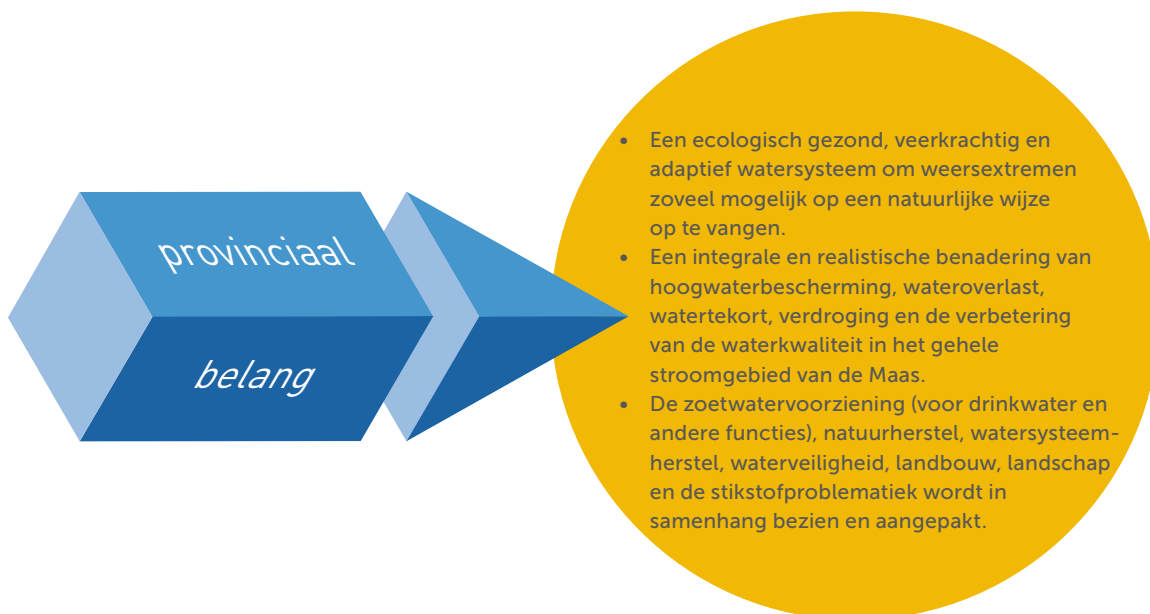 provinciaal
belang
• Een ecologisch gezond, veerkrachtig en
adaptief watersysteem om weersextremen
zoveel mogelijk op een natuurlijke wijze
op te vangen.
• Een integrale en realistische benadering van
hoogwaterbescherming, wateroverlast,
watertekort, verdroging en de verbetering
van de waterkwaliteit in het gehele
stroomgebied van de Maas.
• De zoetwatervoorziening (voor drinkwater en
andere functies), natuurherstel, watersysteem-
herstel, waterveiligheid, landbouw, landschap
en de stikstofproblematiek wordt in
samenhang bezien en aangepakt.